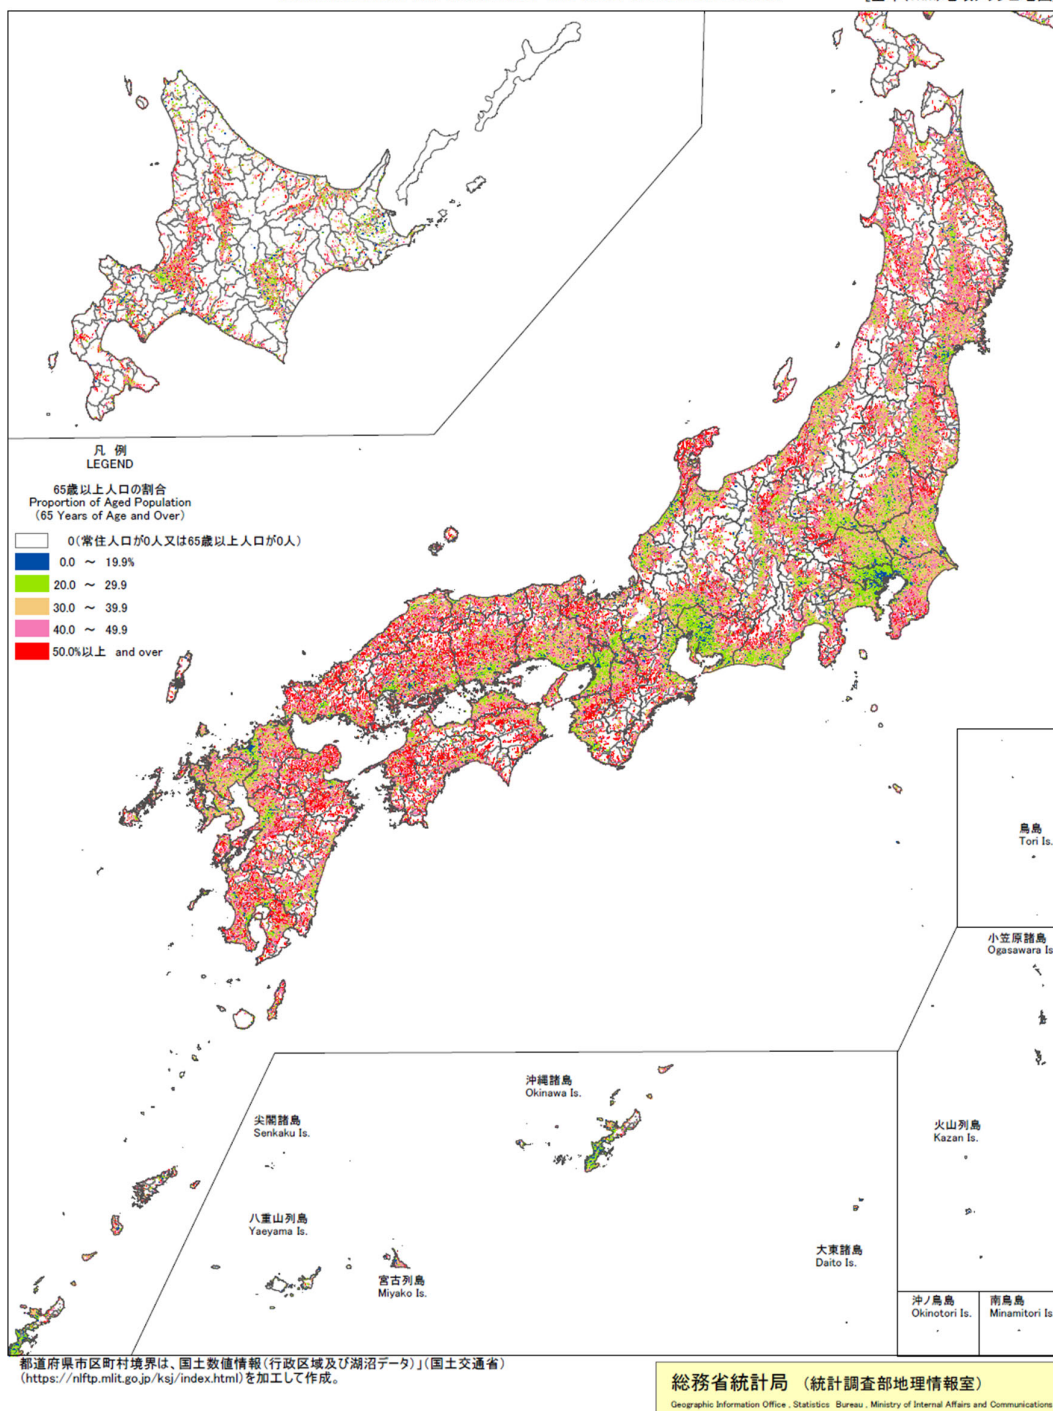 凡 例
LEGEND
65歳以上人口の割合
Proportion of Aged Population
(65 Years of Age and Over)
0(常住人口が0人又は65歳以上人口が0人)
0.0 ～ 19.9%
20.0 ～ 29.9
30.0 ～ 39.9
40.0 ～ 49.9
50.0%以上 and over
鳥島
Tori Is.
小笠原諸島
Ogasawara Is
沖縄諸島
Okinawa Is.
尖閣諸島
Senkaku Is.
火山列島
Kazan Is.
八重山列島
Yaeyama Is.
宮古列島
Miyako Is.
大東諸島
Daito Is.
沖ノ鳥島
Okinotori Is.
南鳥島
Minamitori Is
都道府県市区町村境界は、国土数値情報(行政区域及び湖沼データ)」(国土交通省)
(https://nlftp.mlit.go.jp/ksj/index.html)を加工して作成。
総務省統計局 (統計調査部地理情報室)
Geographic Information Office , Statistics Bureau , Ministry of Internal Affairs and Communications